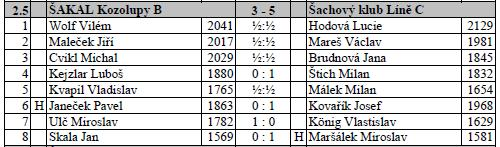 2.5 ŠAKAL Kozolupy B 3 - 5 Šachový klub Líně C
1 Wolf Vilém 2041 ½:½ Hodová Lucie 2129
2 Maleček Jiří 2017 ½:½ Mareš Václav 1981
3 Cvikl Michal 2029 ½:½ Brudnová Jana 1845
4 Kejzlar Luboš 1880 0 : 1 Štich Milan 1832
5 Kvapil Vladislav 1765 ½:½ Málek Milan 1654
6 H Janeček Pavel 1863 0 : 1 Kovařík Josef 1968
7 Ulč Miroslav 1782 1 : 0 König Vlastislav 1629
8 Skala Jan 1569 0 : 1 H Maršálek Miroslav 1581